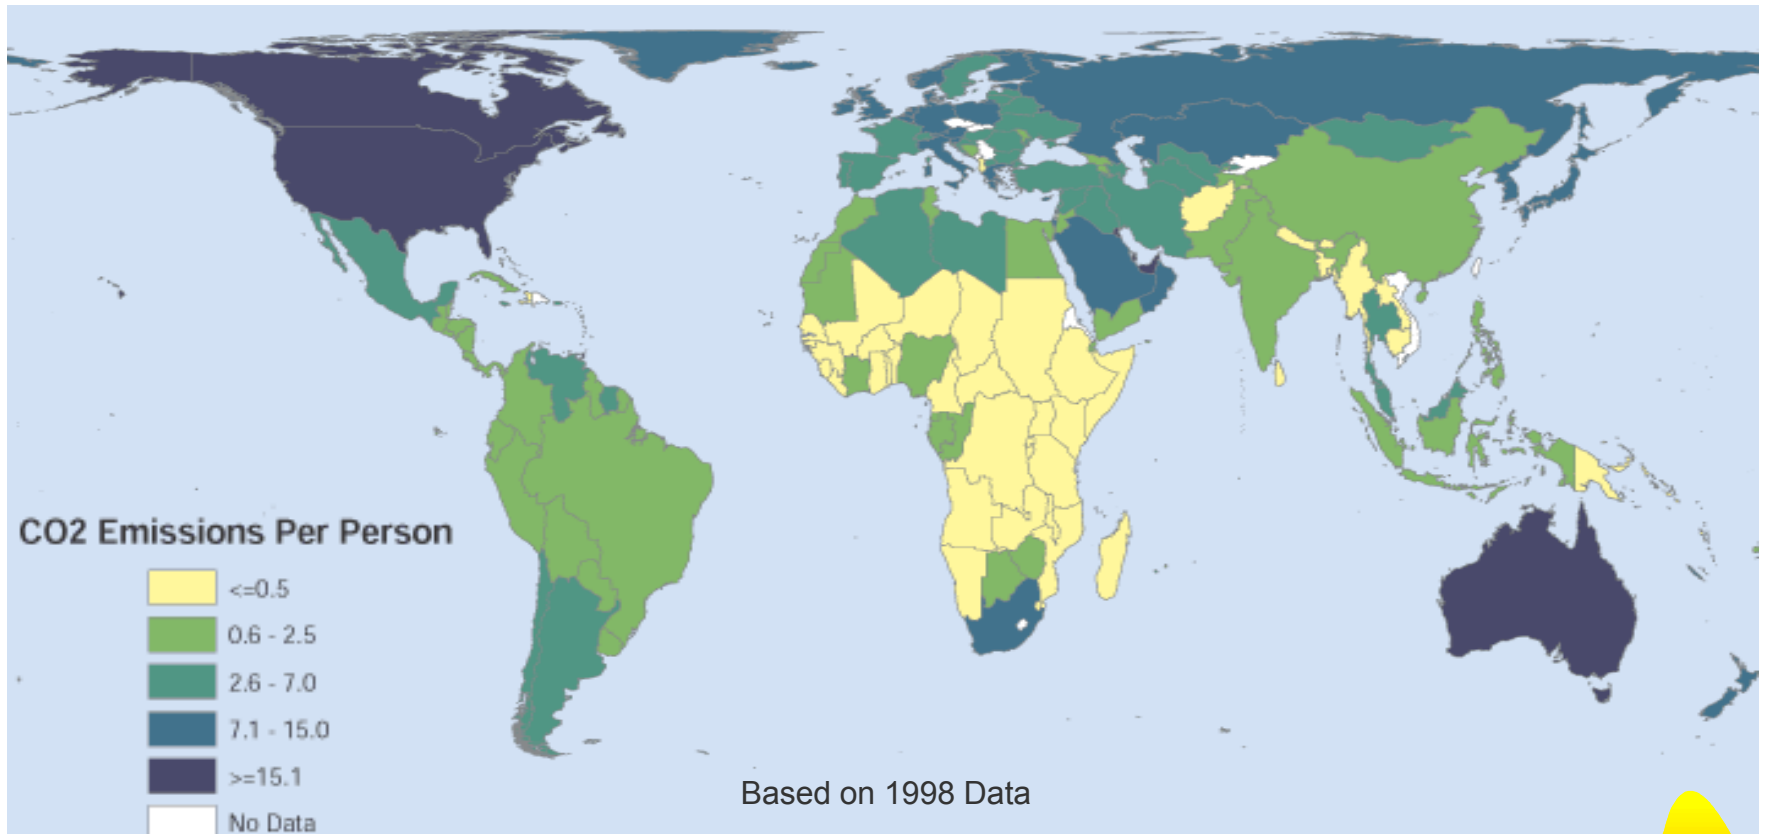 CO2 Emissions Per Person
<=0.5
0.6 - 2.5
2.6 - 7.0
7.1 - 15.0
>=15.1
No Data
Based on 1998 Data